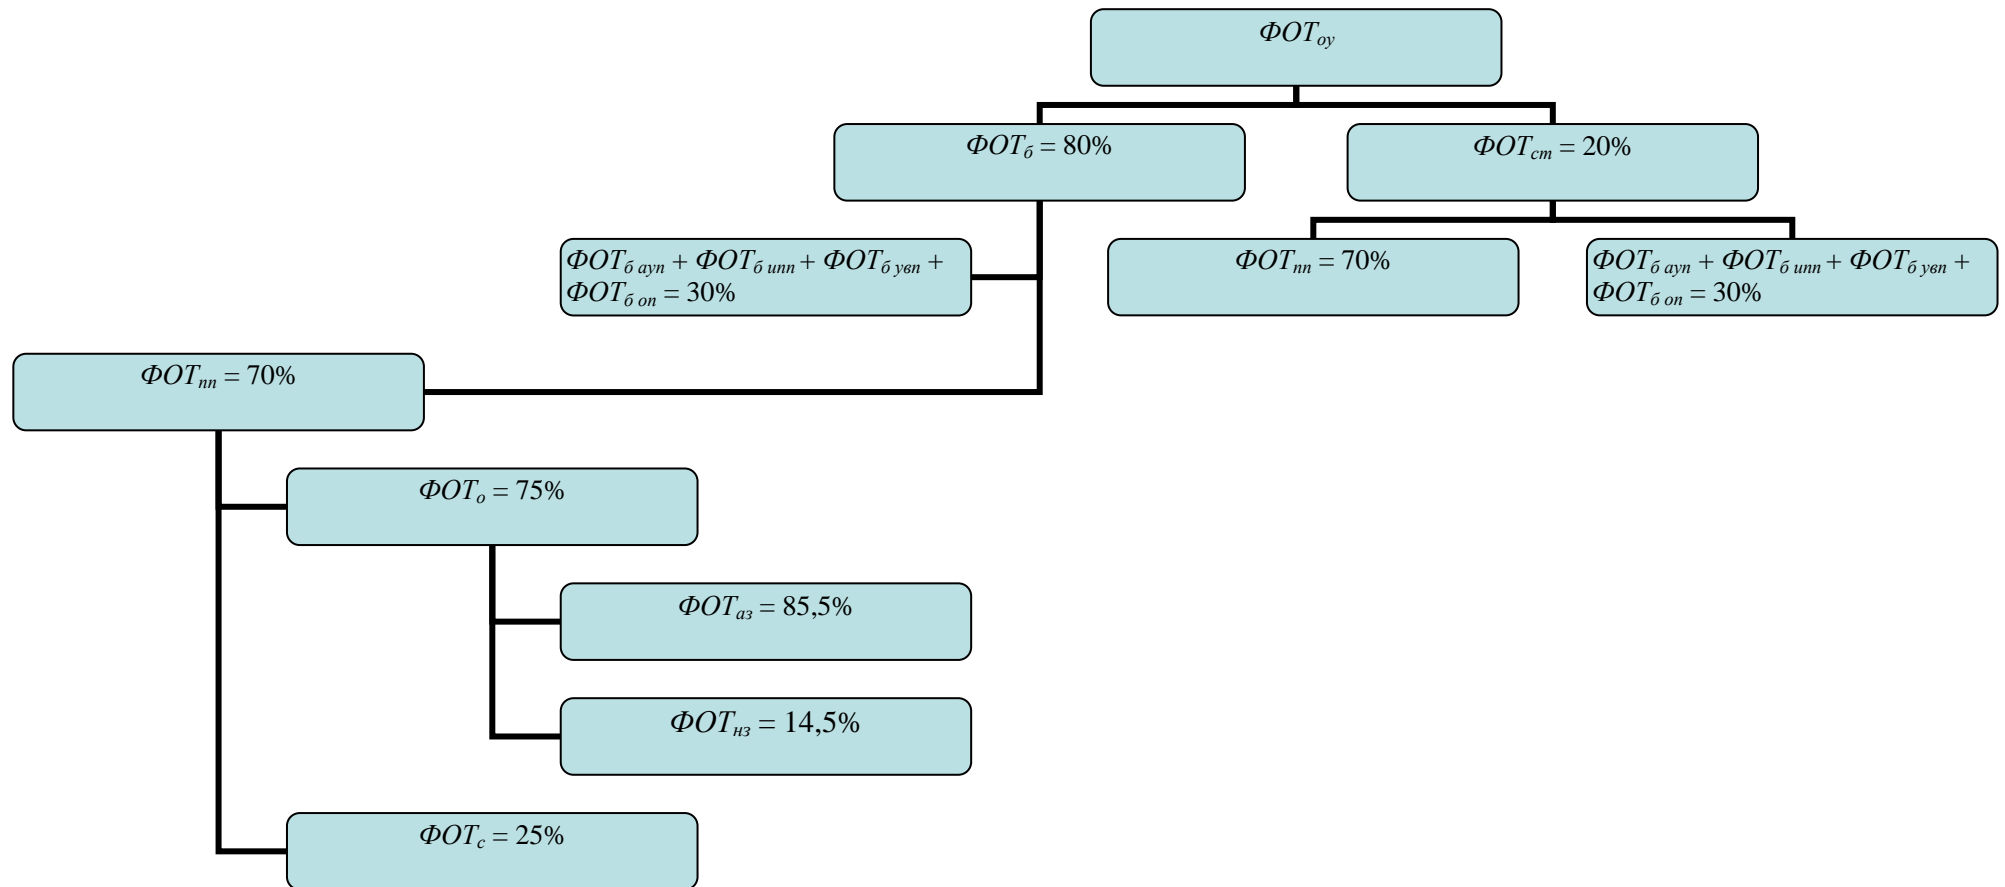 ФОТоу
ФОТб = 80%
ФОТст = 20%
ФОТб ауп + ФОТб ипп + ФОТб увп +
ФОТб оп = 30%
ФОТпп = 70%
ФОТб ауп + ФОТб ипп + ФОТб увп +
ФОТб оп = 30%
ФОТпп = 70%
ФОТо = 75%
ФОТаз = 85,5%
ФОТнз = 14,5%
ФОТс = 25%